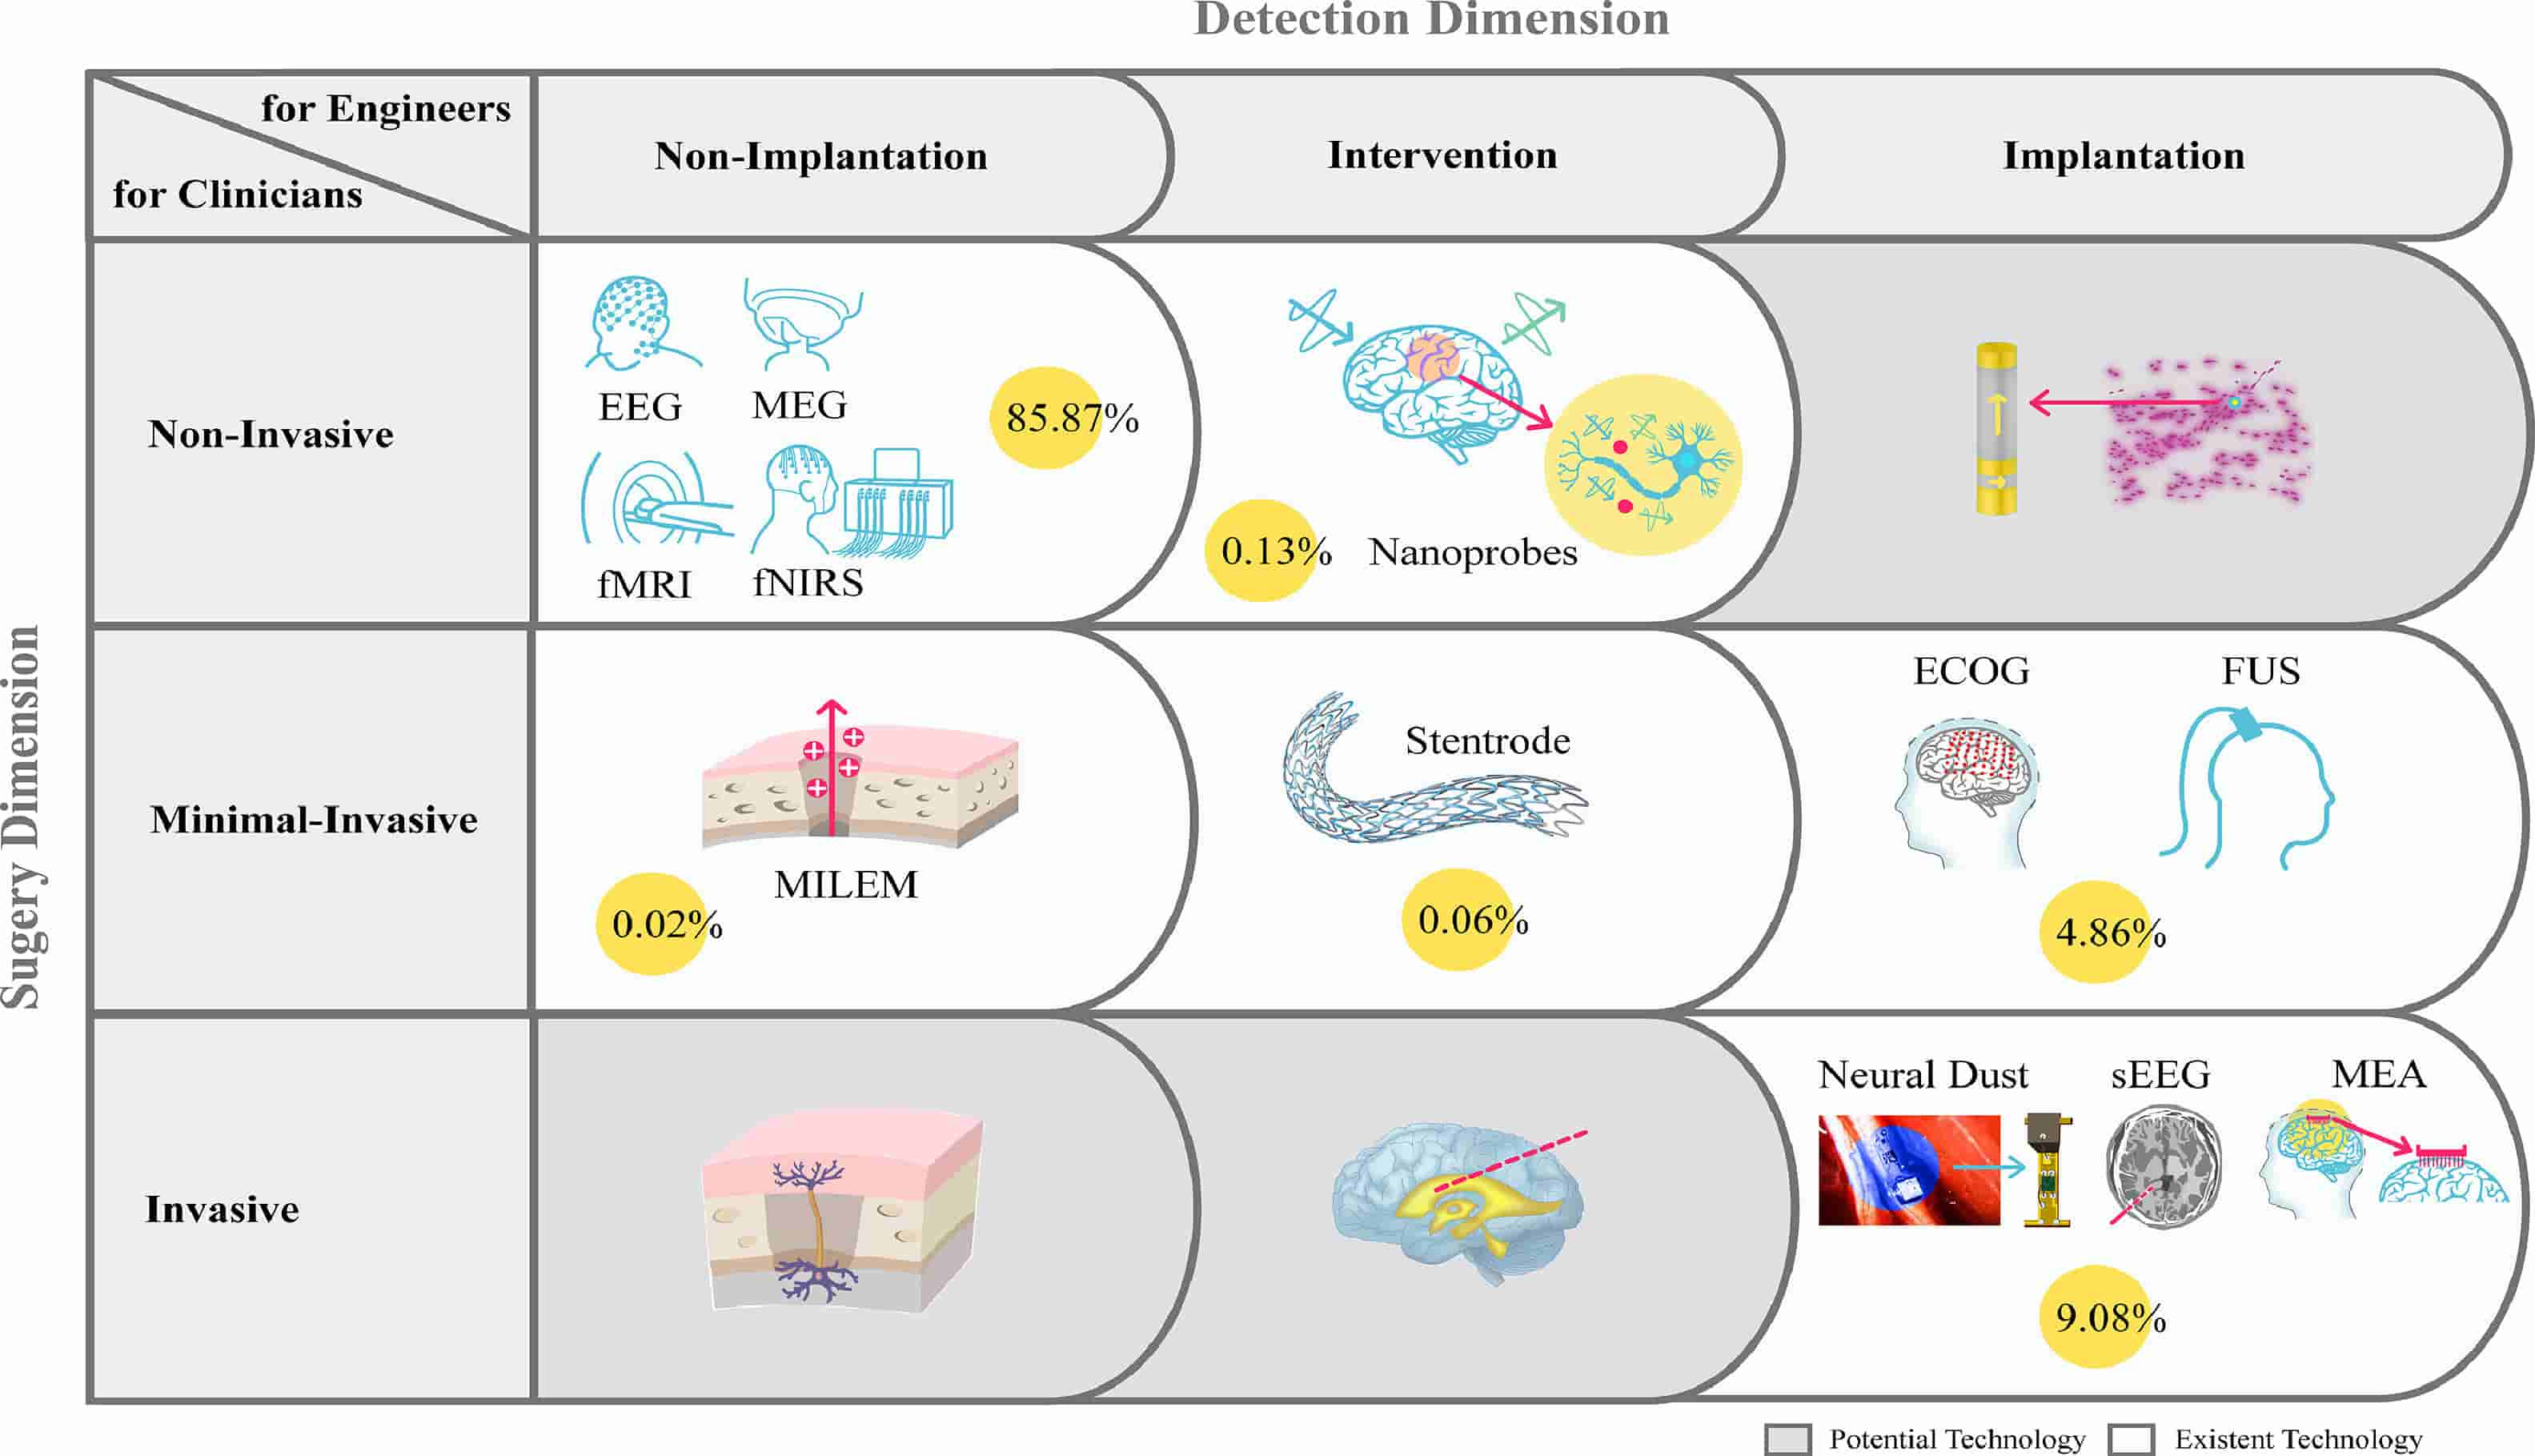 Detection Dimension
for Engineers
for Clinicians
Non-Implantation
Intervention
Implantation
Sugery Dimension
Non-Invasive
EEG
MEG
85.87%
fMRI
fNIRS
0.13%
Nanoprobes
Minimal-Invasive
MILEM
0.02%
Stentrode
0.06%
ECOG
FUS
4.86%
Invasive
Neural Dust
sEEG
MEA
9.08%
Potential Technology
Existent Technology